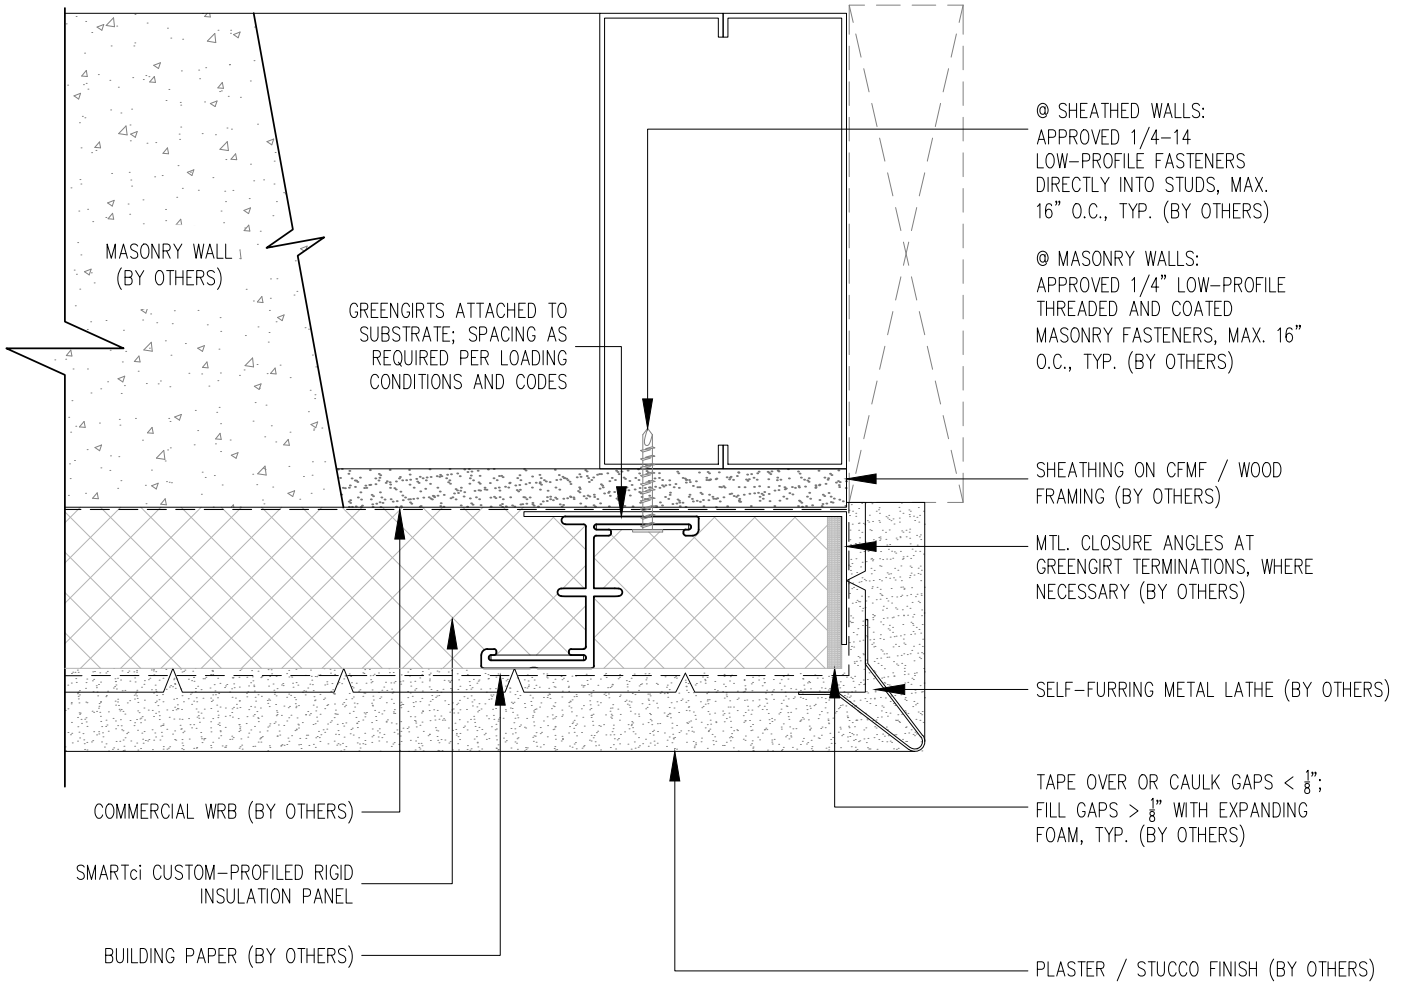 MASONRY WALL
(BY OTHERS)
GREENGIRTS ATTACHED TO
SUBSTRATE; SPACING AS
REQUIRED PER LOADING
CONDITIONS AND CODES
@ SHEATHED WALLS:
APPROVED 1/4-14
LOW-PROFILE FASTENERS
DIRECTLY INTO STUDS, MAX.
16" O.C., TYP. (BY OTHERS)
@ MASONRY WALLS:
APPROVED 1/4" LOW-PROFILE
THREADED AND COATED
MASONRY FASTENERS, MAX. 16"
O.C., TYP. (BY OTHERS)
SHEATHING ON CFMF / WOOD
FRAMING (BY OTHERS)
MTL. CLOSURE ANGLES AT
GREENGIRT TERMINATIONS, WHERE
NECESSARY (BY OTHERS)
SELF-FURRING METAL LATHE (BY OTHERS)
TAPE OVER OR CAULK GAPS < 1/8";
FILL GAPS > 1/8" WITH EXPANDING
FOAM, TYP. (BY OTHERS)
PLASTER / STUCCO FINISH (BY OTHERS)
COMMERCIAL WRB (BY OTHERS)
SMARTci CUSTOM-PROFILED RIGID
INSULATION PANEL
BUILDING PAPER (BY OTHERS)